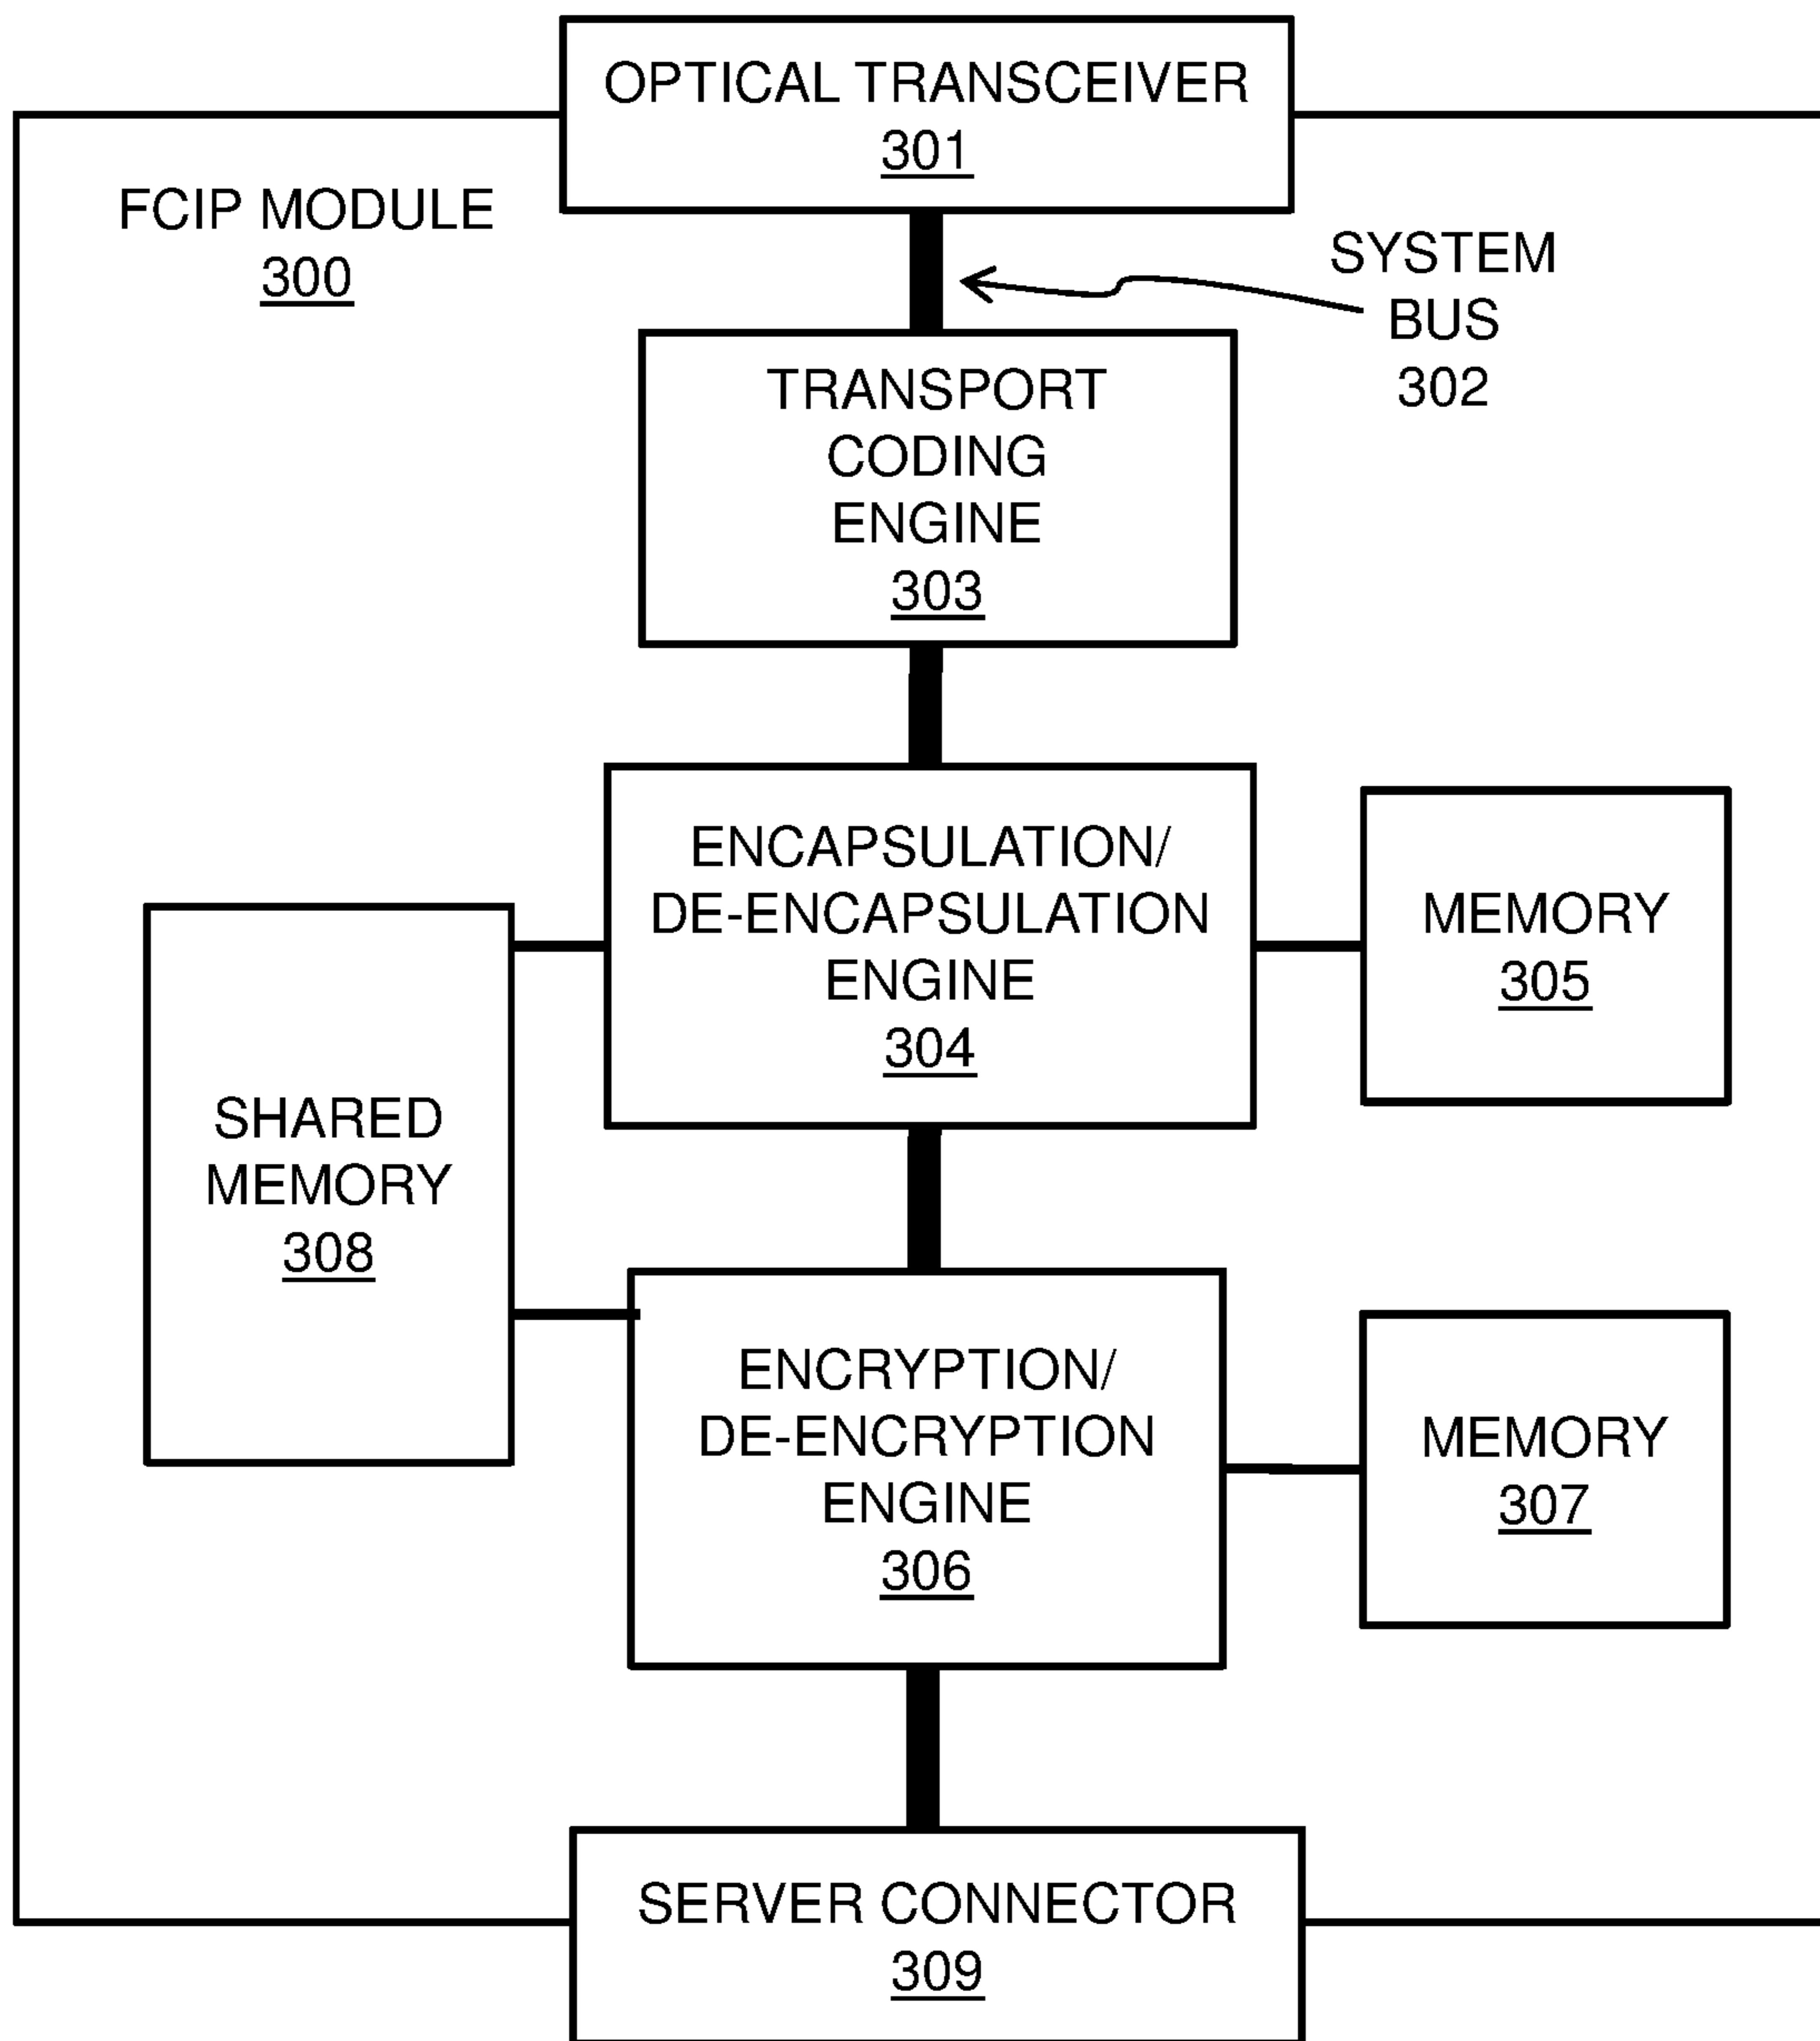 OPTICAL TRANSCEIVER
301
FCIP MODULE
300
SYSTEM
BUS
302
TRANSPORT
CODING
ENGINE
303
ENCAPSULATION/
DE-ENCAPSULATION
ENGINE
304
MEMORY
305
SHARED
MEMORY
308
ENCRYPTION/
DE-ENCRYPTION
ENGINE
306
MEMORY
307
SERVER CONNECTOR
309